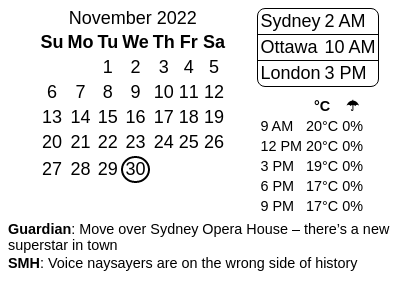 November 2022
Su Mo Tu We Th Fr Sa
1 2 3 4 5
6 7 8 9 10 11 12
13 14 15 16 17 18 19
20 21 22 23 24 25 26
27 28 29 30
Sydney 2 AM
Ottawa 10 AM
London 3 PM
°C ☂
9 AM 20°C 0%
12 PM 20°C 0%
3 PM 19°C 0%
6 PM 17°C 0%
9 PM 17°C 0%
Guardian: Move over Sydney Opera House – there’s a new
superstar in town
SMH: Voice naysayers are on the wrong side of history